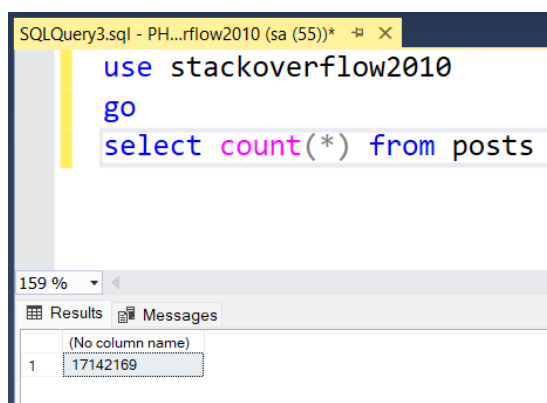 SQLQuery3.sql - PH...rflow2010 (sa (55))*
use stackoverflow2010
go
select count(*) from posts
159 %
Results Messages
(No column name)
1 17142169